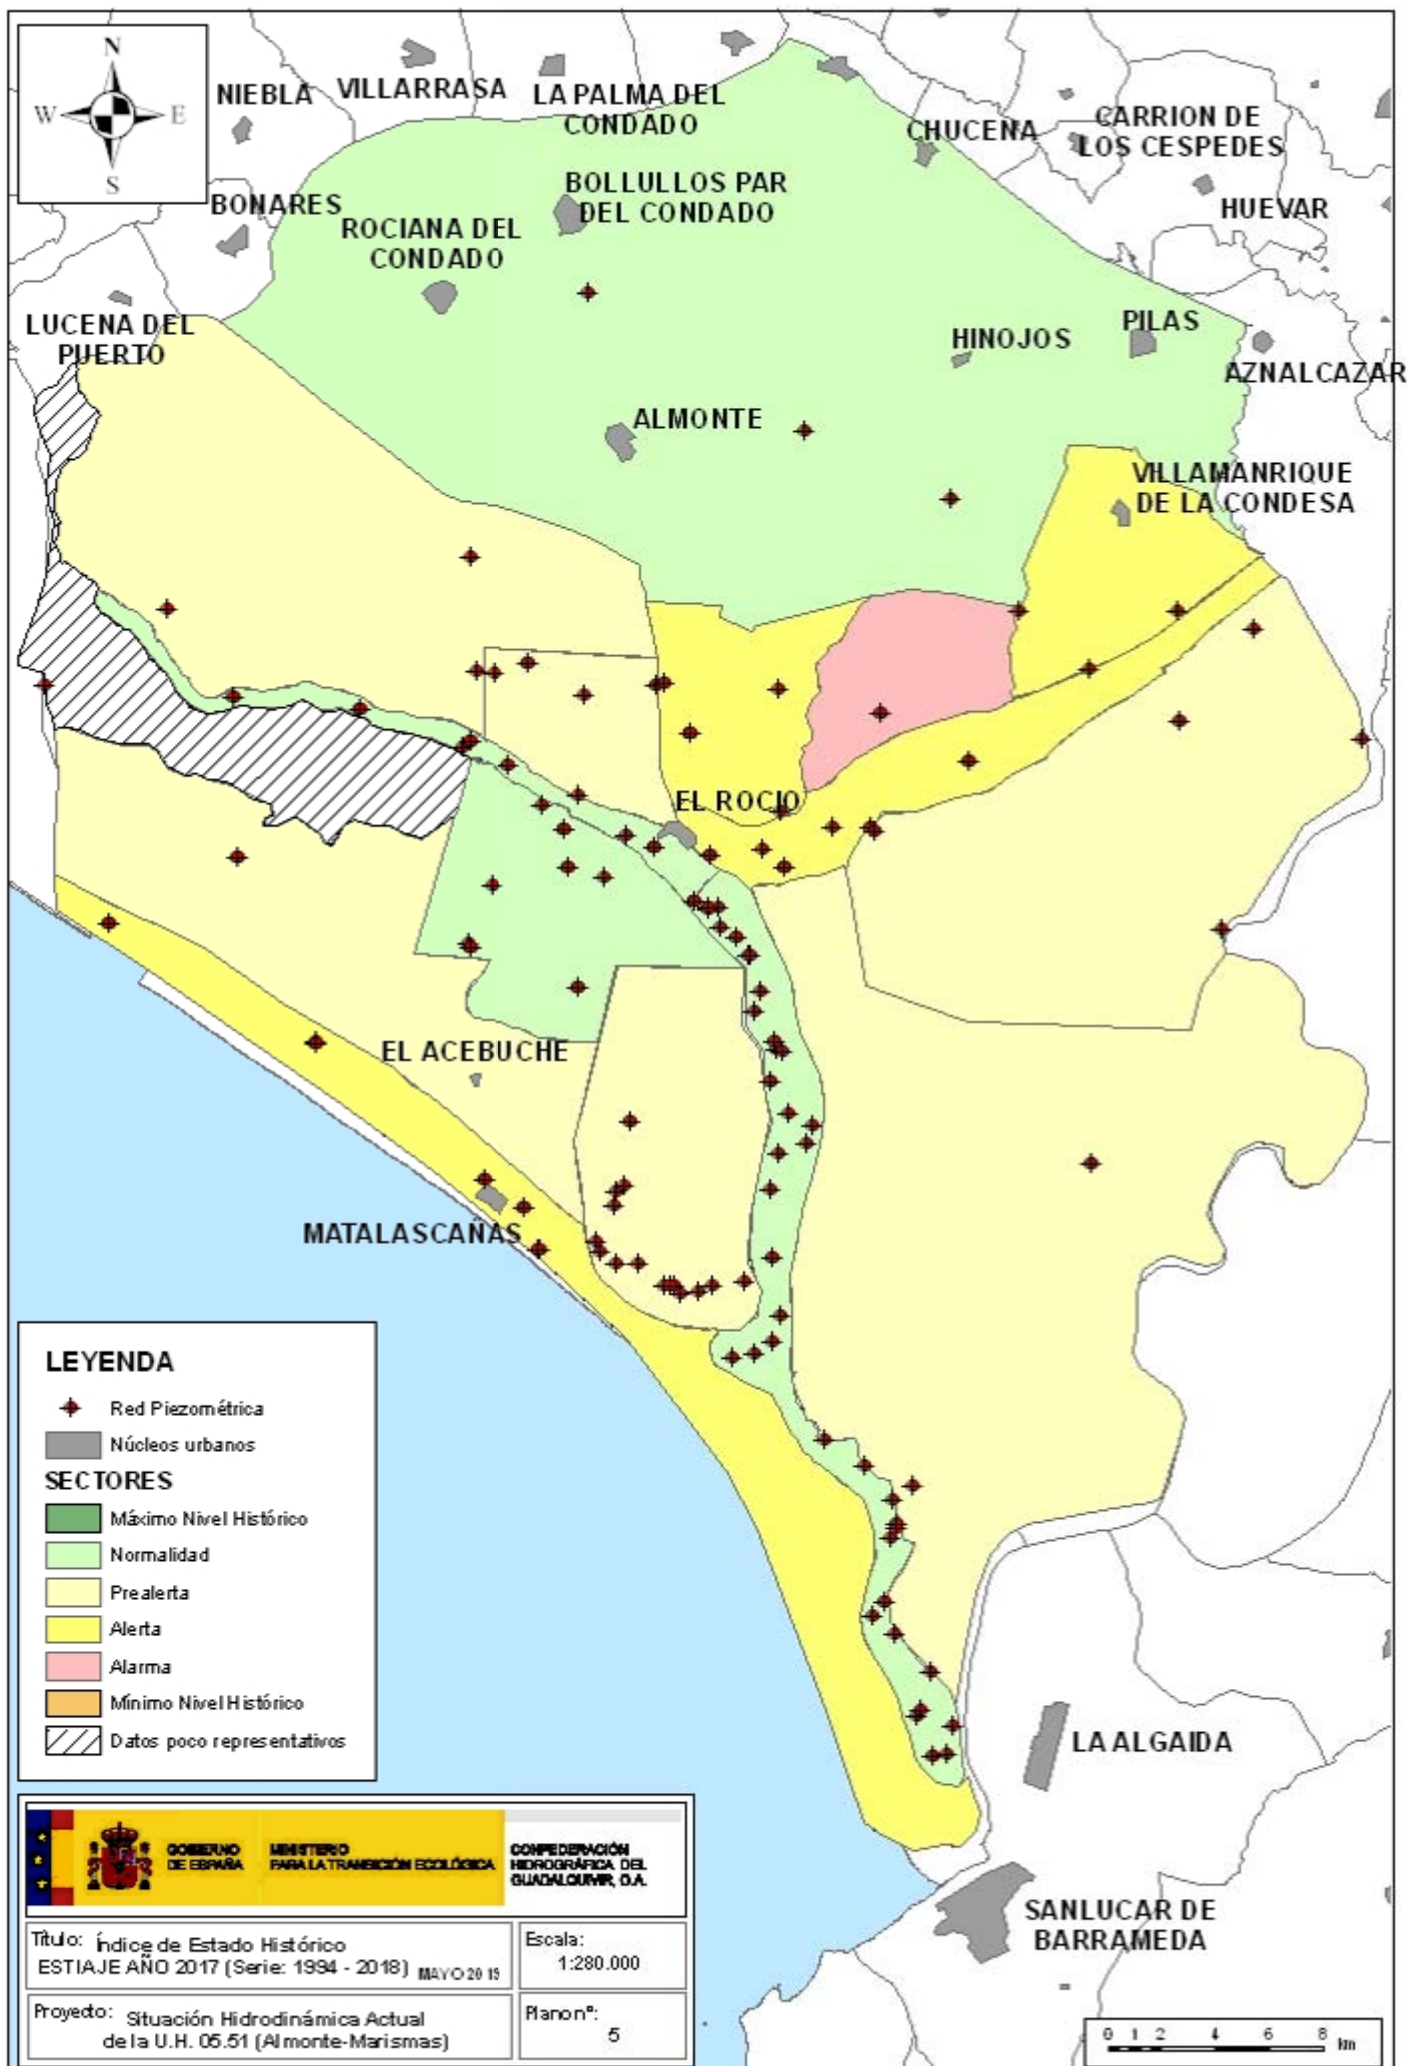 N
W E
S
NIEBLA
VILLARRASA
LA PALMA DEL
CONDADO
CHUCENA
CARRION DE
LOS CESPEDES
BONARES
ROCIANA DEL
CONDADO
BOLLULLOS PAR
DEL CONDADO
HUEVAR
LUCENA DEL
PUERTO
HINOJOS
PILAS
AZNALCAZAR
ALMONTE
VILLAMANRIQUE
DE LA CONDESA
EL ROCIO
EL ACEBUCHE
MATALASCAÑAS
LA ALGAIDA
SANLUCAR DE
BARRAMEDA
LEYENDA
Red Piezométrica
Núcleos urbanos
SECTORES
Máximo Nivel Histórico
Normalidad
Prealerta
Alerta
Alarma
Mínimo Nivel Histórico
Datos poco representativos
GOBIERNO
DE ESPAÑA
MINISTERIO
PARA LA TRANSICIÓN ECOLÓGICA
CONFEDERACIÓN
HIDROGRÁFICA DEL
GUADALQUIVIR, O.A.
Título: Índice de Estado Histórico
ESTIAJE AÑO 2017 (Serie: 1994 - 2018) MAYO 2019
Escala:
1:280.000
Proyecto: Situación Hidrodinámica Actual
de la U.H. 05.51 (Almonte-Marismas)
Plano nº:
5
0 1 2 4 6 8 km